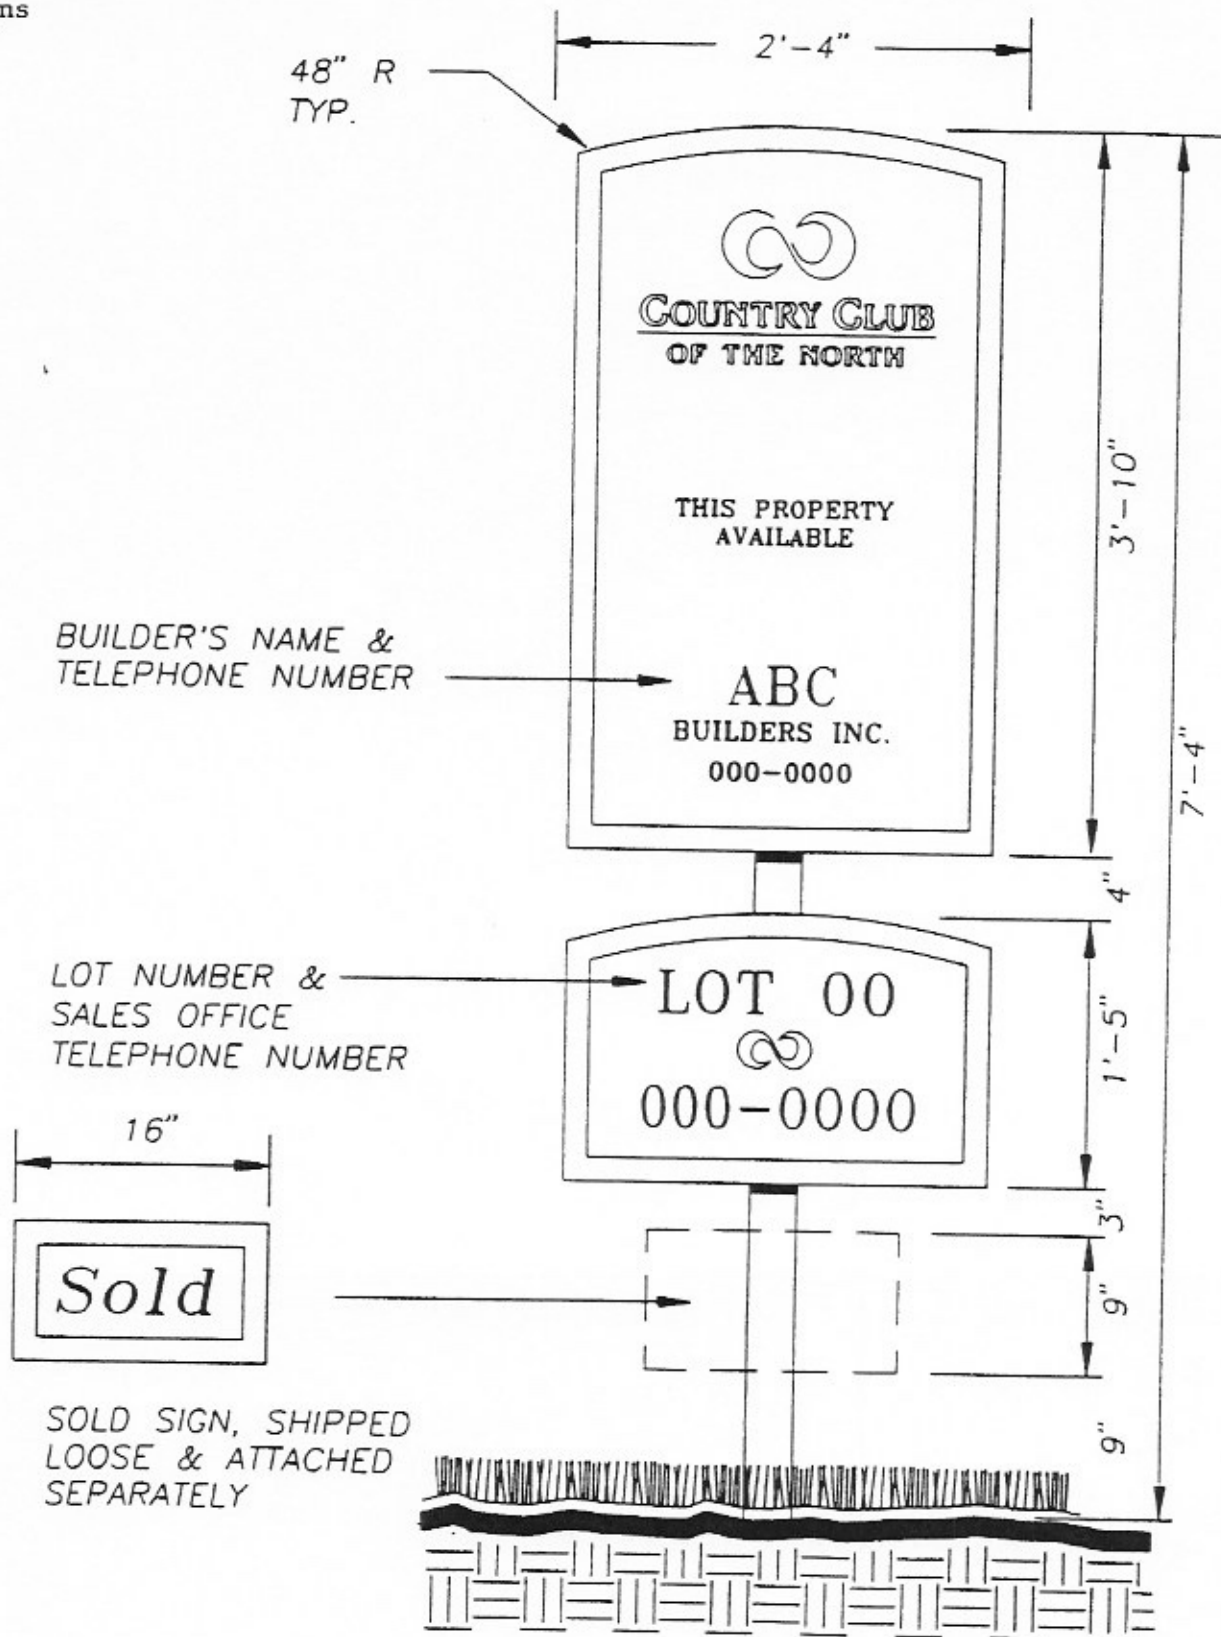 ns
2'-4"
48" R
TYP.
COUNTRY CLUB
OF THE NORTH
3'-10"
THIS PROPERTY
AVAILABLE
BUILDER'S NAME &
TELEPHONE NUMBER
ABC
BUILDERS INC.
000-0000
7'-4"
4"
LOT NUMBER &
SALES OFFICE
TELEPHONE NUMBER
LOT 00
000-0000
1'-5"
16"
3"
Sold
9"
SOLD SIGN, SHIPPED
LOOSE & ATTACHED
SEPARATELY
9"